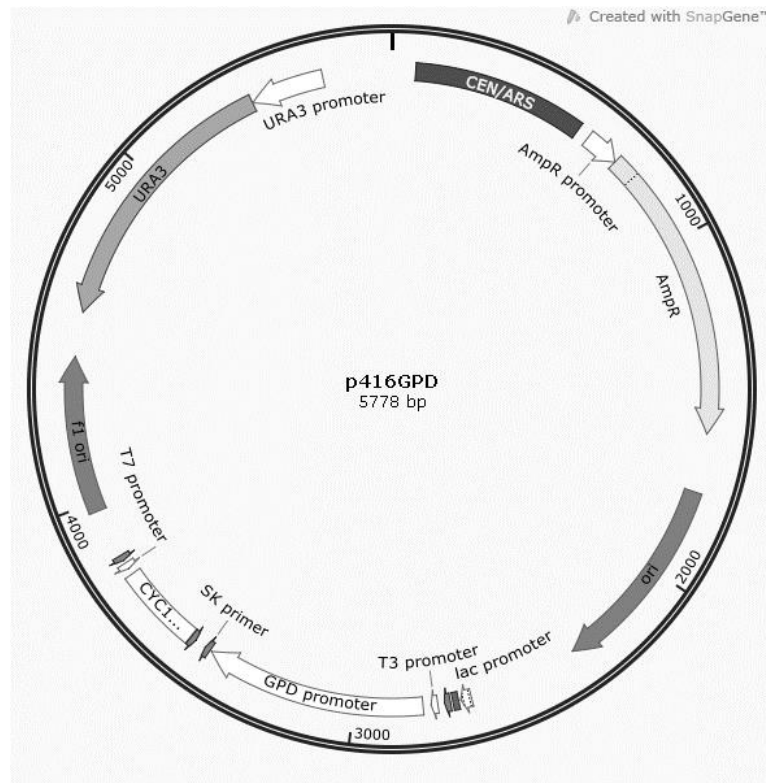 Created with SnapGene™
CEN/ARS
AmpR promoter
1000
AmpR
2000
ori
lac promoter
T3 promoter
3000
GPD promoter
SK primer
CYC1...
T7 promoter
4000
f1 ori
URA3
5000
URA3 promoter
p416GPD
5778 bp